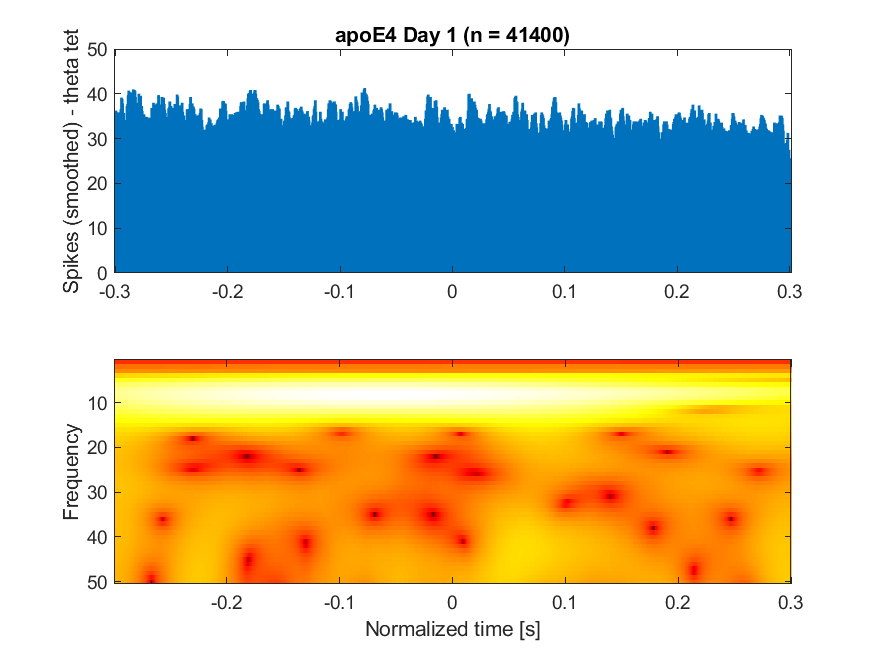 apoE4 Day 1 (n = 41400)
Spikes (smoothed) - theta tet
50
40
30
20
10
0
-0.3 -0.2 -0.1 0 0.1 0.2 0.3
Frequency
10
20
30
40
50
-0.2 -0.1 0 0.1 0.2 0.3
Normalized time [s]